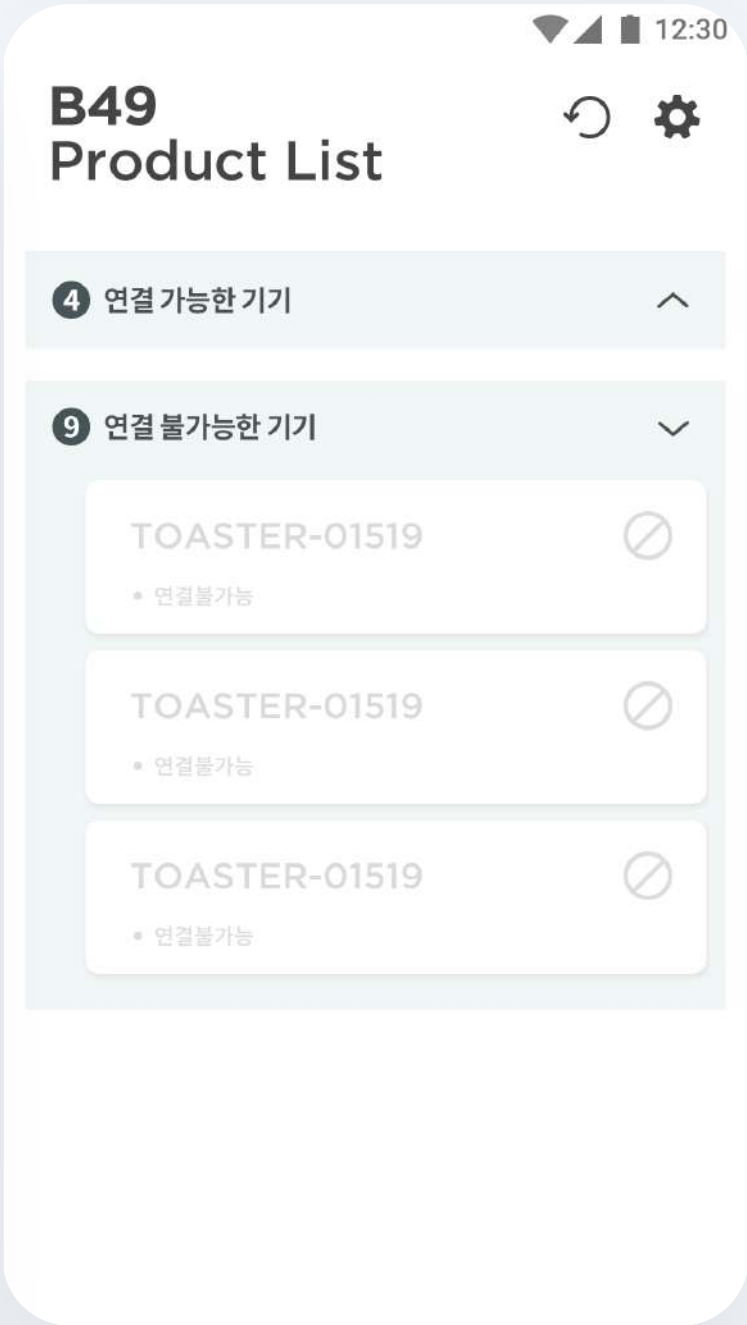 12:30
B49
Product List
4 연결 가능한 기기
9 연결 불가능한 기기
TOASTER-01519
• 연결불가능
TOASTER-01519
• 연결불가능
TOASTER-01519
• 연결불가능